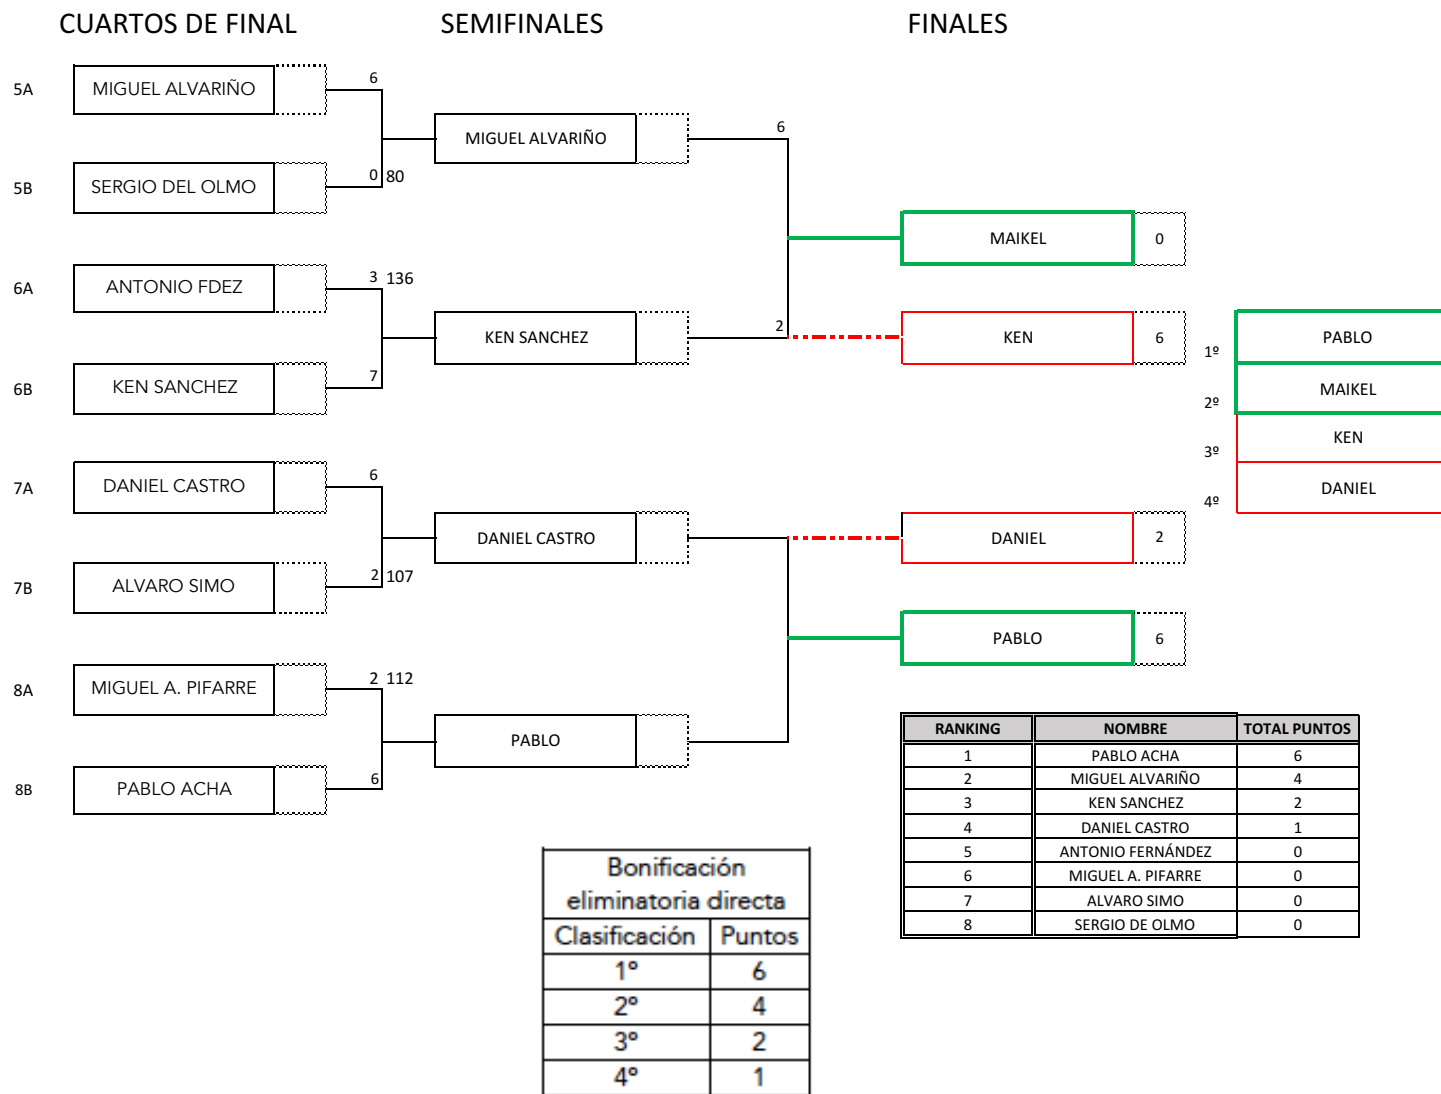 CUARTOS DE FINAL
SEMIFINALES
FINALES
5A
MIGUEL ALVARIÑO
6
5B
SERGIO DEL OLMO
0 80
6A
ANTONIO FDEZ
3 136
6B
KEN SANCHEZ
7
7A
DANIEL CASTRO
6
7B
ALVARO SIMO
2 107
8A
MIGUEL A. PIFARRE
2 112
8B
PABLO ACHA
6
MIGUEL ALVARIÑO
6
KEN SANCHEZ
2
DANIEL CASTRO
PABLO
MAIKEL
0
KEN
6
DANIEL
2
PABLO
6
1º
PABLO
2º
MAIKEL
3º
KEN
4º
DANIEL
RANKING NOMBRE TOTAL PUNTOS
1 PABLO ACHA 6
2 MIGUEL ALVARIÑO 4
3 KEN SANCHEZ 2
4 DANIEL CASTRO 1
5 ANTONIO FERNÁNDEZ 0
6 MIGUEL A. PIFARRE 0
7 ALVARO SIMO 0
8 SERGIO DE OLMO 0
Bonificación
eliminatoria directa
Clasificación Puntos
1º 6
2º 4
3º 2
4º 1